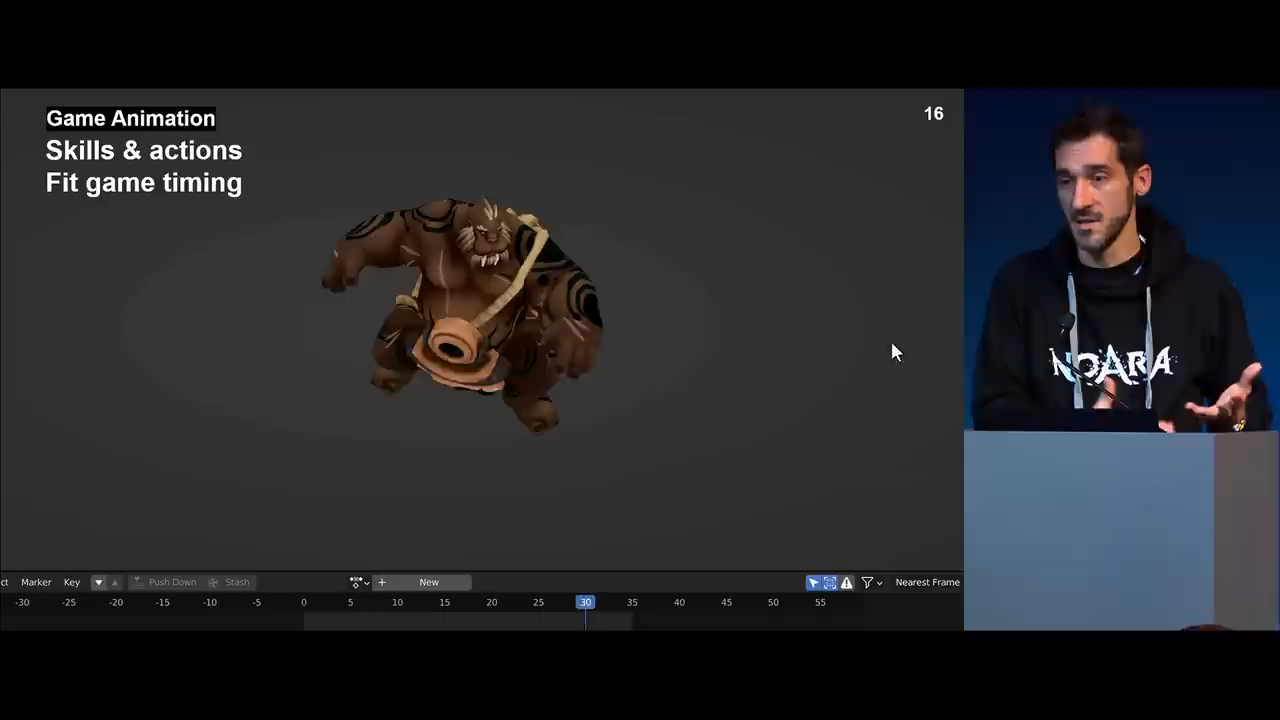 Game Animation
16
Skills & actions
Fit game timing
NOARA
ct Marker Key Push Down Stash + New Nearest Frame
-30 -25 -20 -15 -10 -5 0 5 10 15 20 25 30 35 40 45 50 55